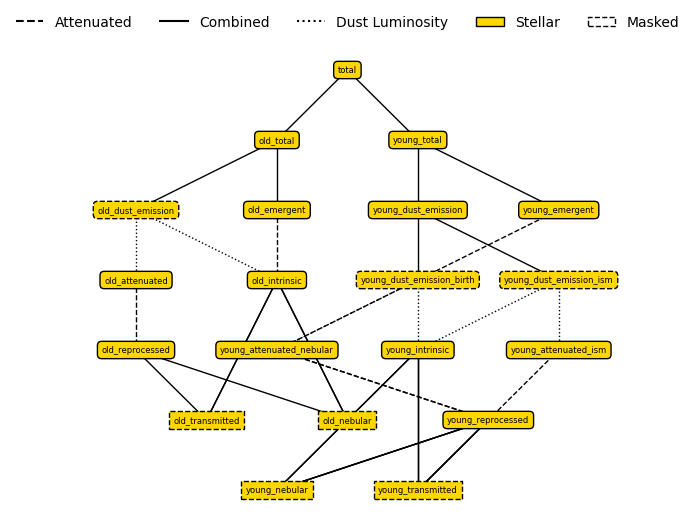 Attenuated Combined Dust Luminosity Stellar Masked
total
old_total young_total
old_dust_emission old_emergent young_dust_emission young_emergent
old_attenuated old_intrinsic young_dust_emission_birth young_dust_emission_ism
old_reprocessed young_attenuated_nebular young_intrinsic young_attenuated_ism
old_transmitted old_nebular young_reprocessed
young_nebular young_transmitted